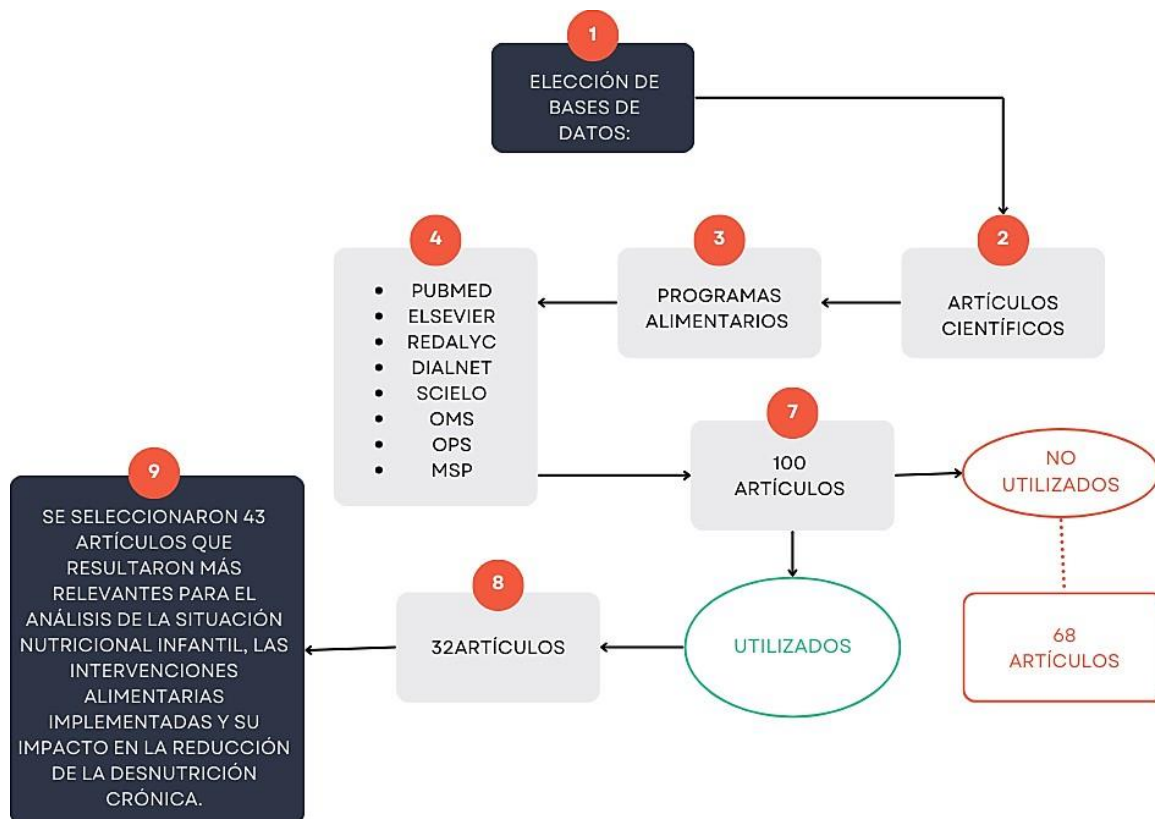 1
ELECCIÓN DE
BASES DE
DATOS:
2
ARTÍCULOS
CIENTÍFICOS
3
PROGRAMAS
ALIMENTARIOS
4
• PUBMED
• ELSEVIER
• REDALYC
• DIALNET
• SCIELO
• OMS
• OPS
• MSP
7
100
ARTÍCULOS
NO
UTILIZADOS
68
ARTÍCULOS
UTILIZADOS
8
32ARTÍCULOS
9
SE SELECCIONARON 43
ARTÍCULOS QUE
RESULTARON MÁS
RELEVANTES PARA EL
ANÁLISIS DE LA SITUACIÓN
NUTRICIONAL INFANTIL, LAS
INTERVENCIONES
ALIMENTARIAS
IMPLEMENTADAS Y SU
IMPACTO EN LA REDUCCIÓN
DE LA DESNUTRICIÓN
CRÓNICA.